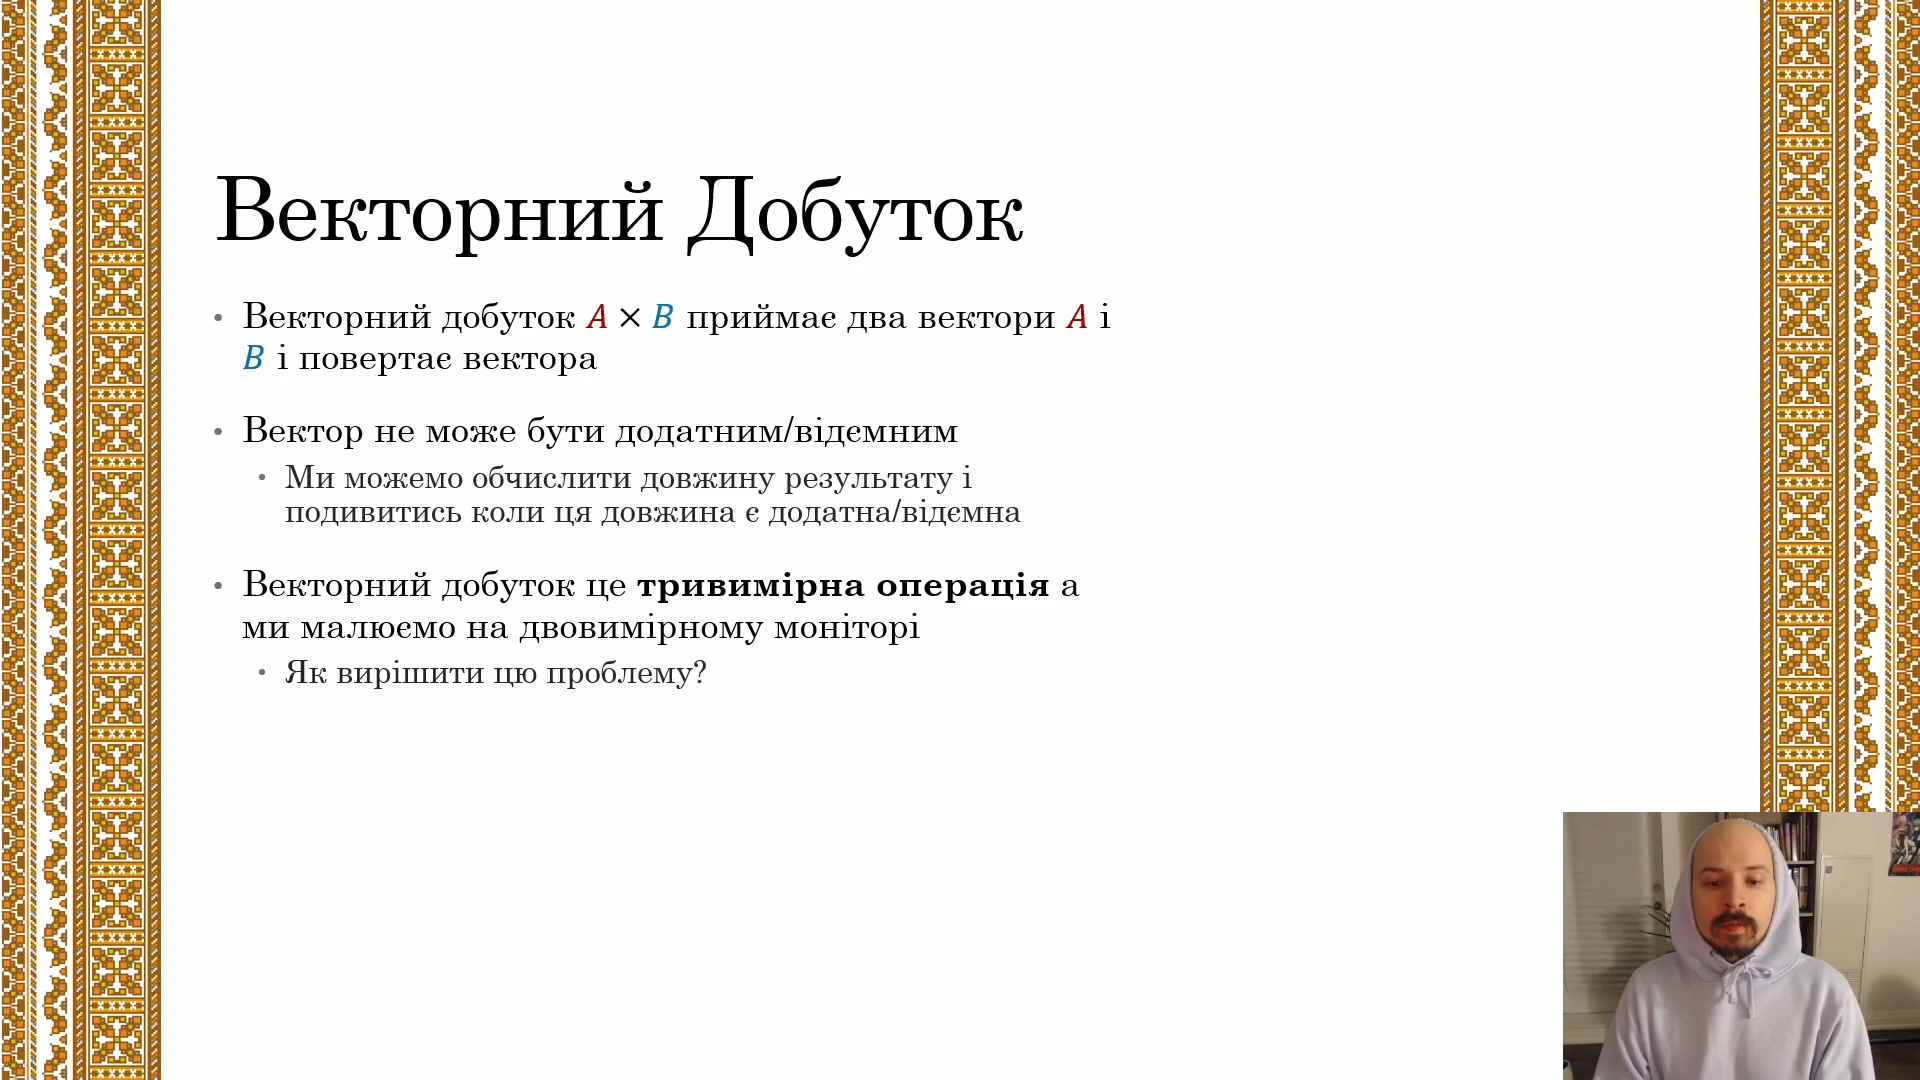 Векторний Добуток
• Векторний добуток A × B приймає два вектори A і
B і повертає вектора
• Вектор не може бути додатним/відємним
• Ми можемо обчислити довжину результату і
подивитись коли ця довжина є додатна/відємна
• Векторний добуток це тривимірна операція а
ми малюємо на двовимірному моніторі
• Як вирішити цю проблему?